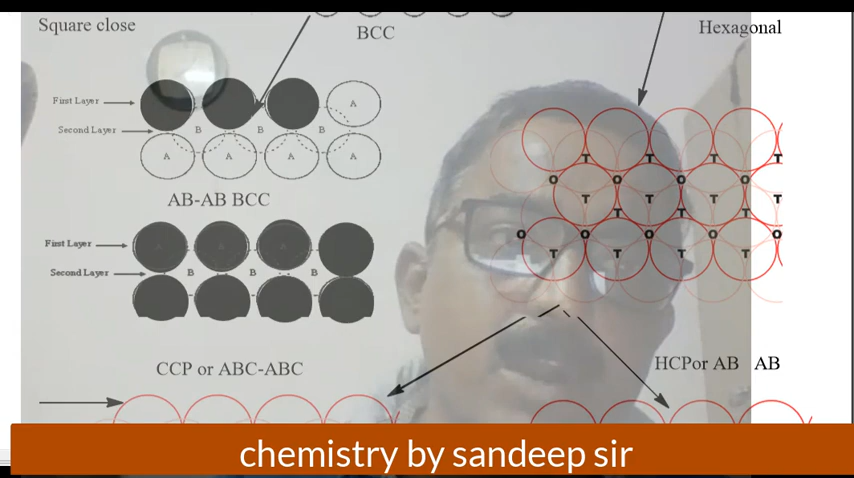 Square close
BCC
Hexagonal
First Layer
A
Second Layer
B B B
A A A A
AB-AB BCC
First Layer
Second Layer
B B B
T T T T
O O O O
T T T T
T T T
O O O O O
T T T T
CCP or ABC-ABC
HCPor AB AB
chemistry by sandeep sir